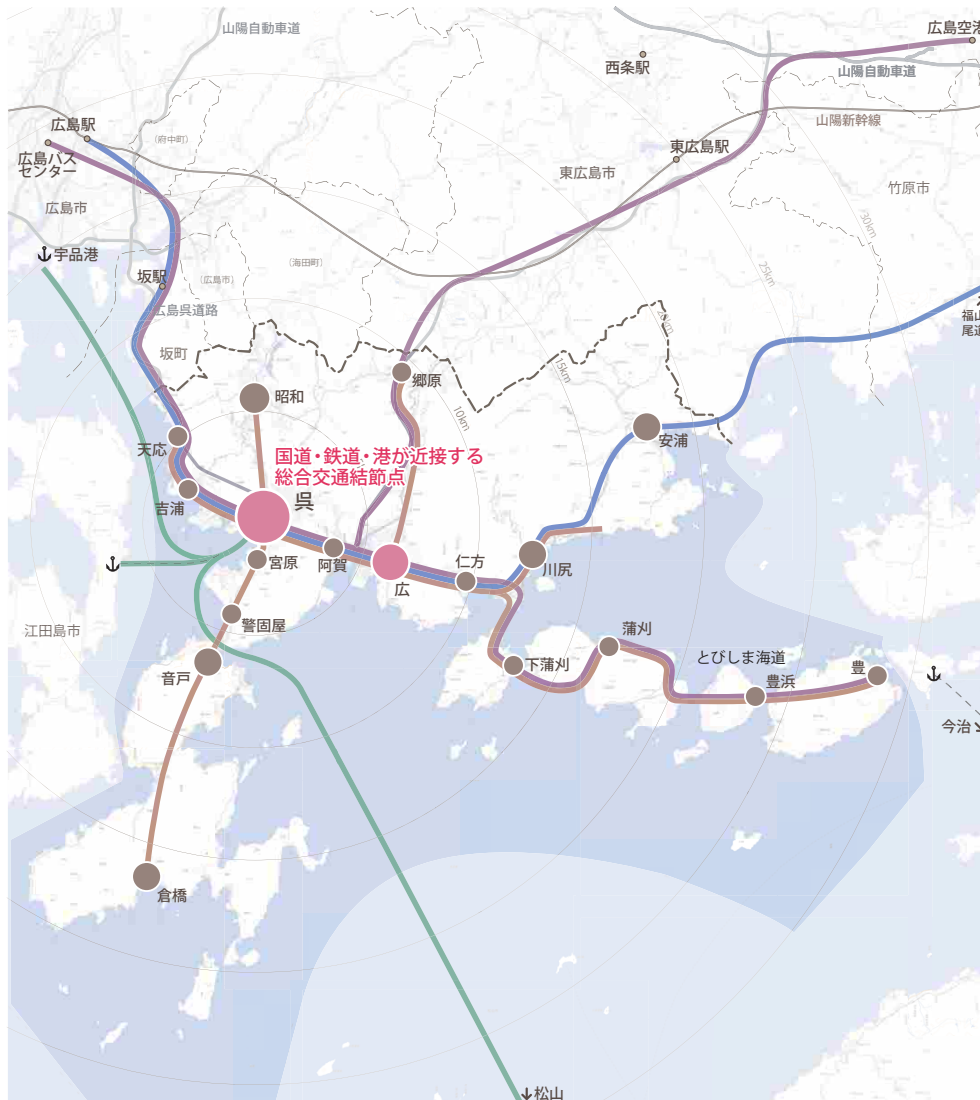 山陽自動車道
広島空港
西条駅
山陽自動車道
広島駅
(府中町)
山陽新幹線
広島バス
センター
東広島駅
東広島市
竹原市
広島市
30km
宇品港
(海田町)
25km
坂駅
(広島市)
広島呉道路
20km
福山
尾道
坂町
15km
郷原
昭和
10km
天応
安浦
国道・鉄道・港が近接する
総合交通結節点
呉
吉浦
宮原
阿賀
仁方
川尻
広
警固屋
江田島市
蒲刈
とびしま海道
下蒲刈
豊
音戸
豊浜
今治
倉橋
松山